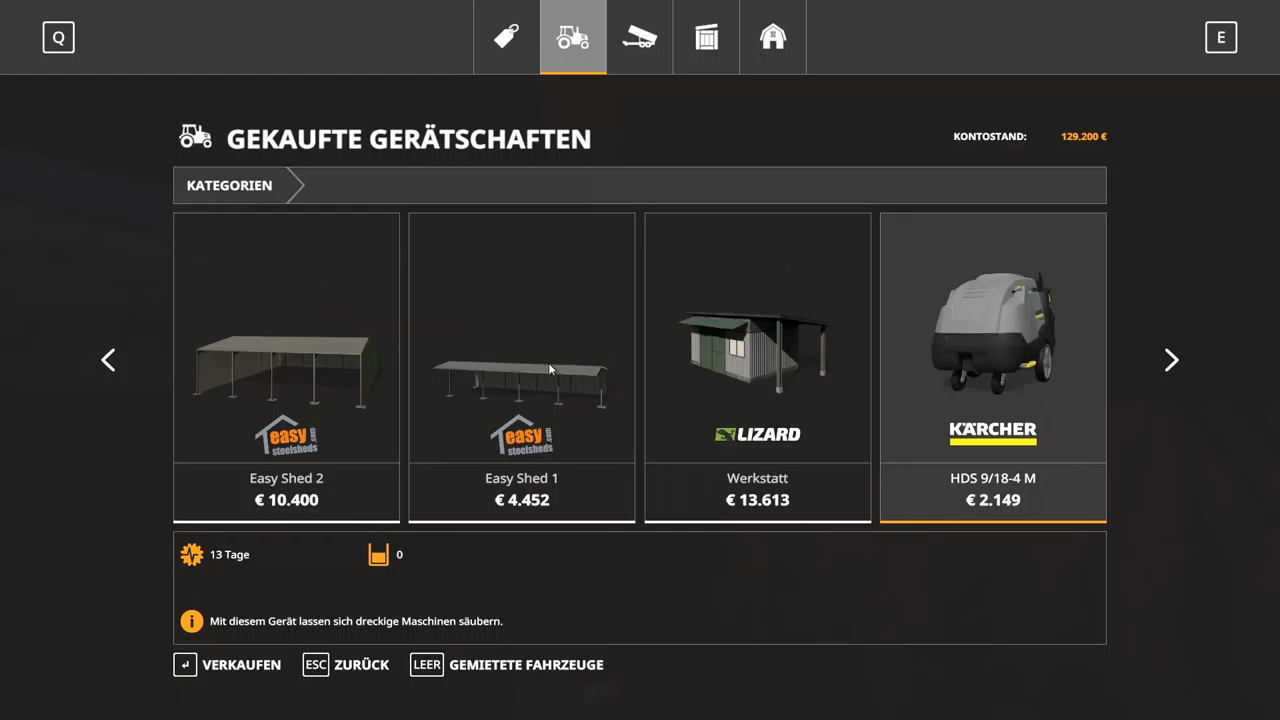 Q
E
GEKAUFTE GERÄTSCHAFTEN
KONTOSTAND: 129.200 €
KATEGORIEN
easy steelsheds .com
Easy Shed 2
€ 10.400
easy steelsheds .com
Easy Shed 1
€ 4.452
LIZARD
Werkstatt
€ 13.613
KÄRCHER
HDS 9/18-4 M
€ 2.149
13 Tage 0
i Mit diesem Gerät lassen sich dreckige Maschinen säubern.
↵ VERKAUFEN ESC ZURÜCK LEER GEMIETETE FAHRZEUGE